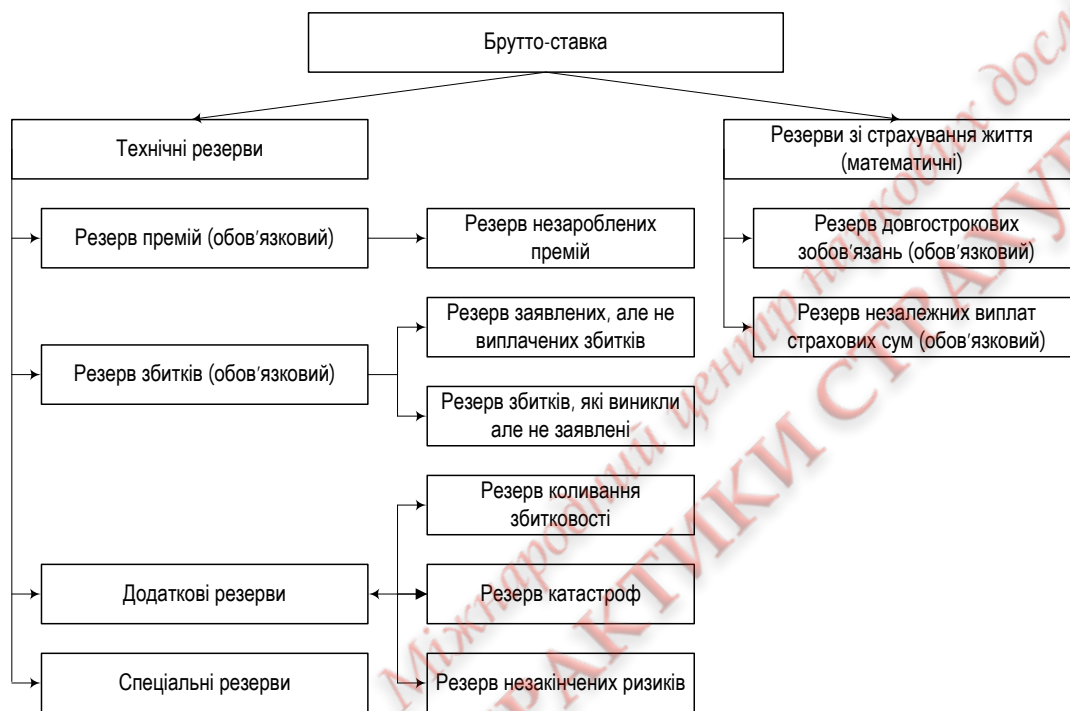 Брутто-ставка
Технічні резерви
Резерви зі страхування життя
(математичні)
Резерв премій (обов'язковий)
Резерв незароблених
премій
Резерв довгострокових
зобов'язань (обов'язковий)
Резерв заявлених, але не
виплачених збитків
Резерв незалежних виплат
страхових сум (обов'язковий)
Резерв збитків (обов'язковий)
Резерв збитків, які виникли
але не заявлені
Резерв коливання
збитковості
Додаткові резерви
Резерв катастроф
Спеціальні резерви
Резерв незакінчених ризиків
Міжнародний центр наукових